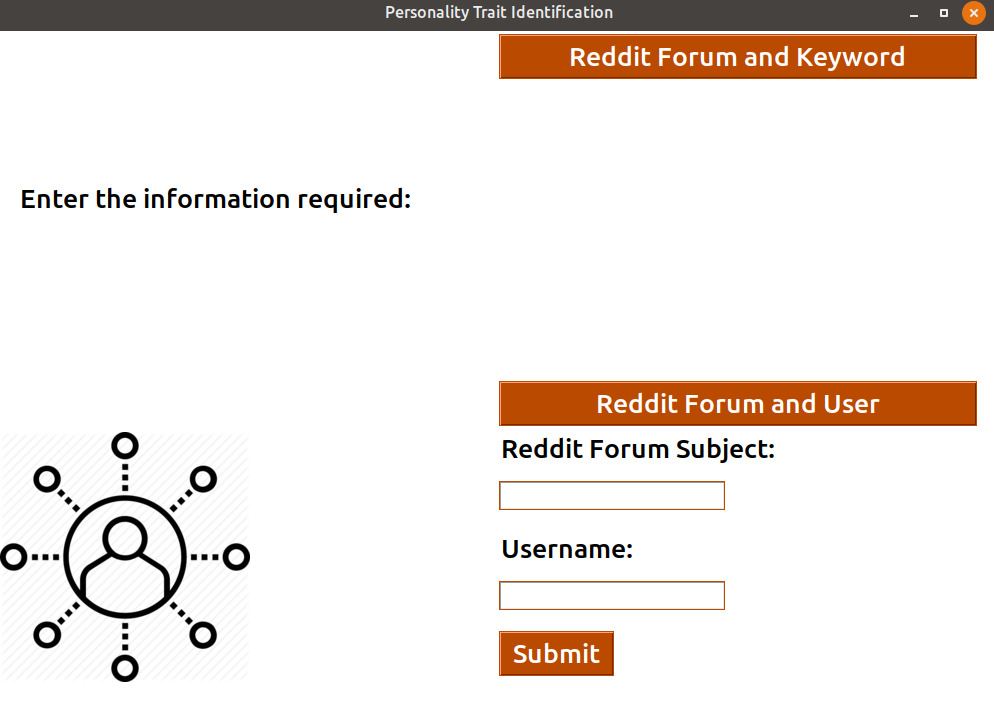 Personality Trait Identification
Reddit Forum and Keyword
Enter the information required:
Reddit Forum and User
Reddit Forum Subject:
Username:
Submit